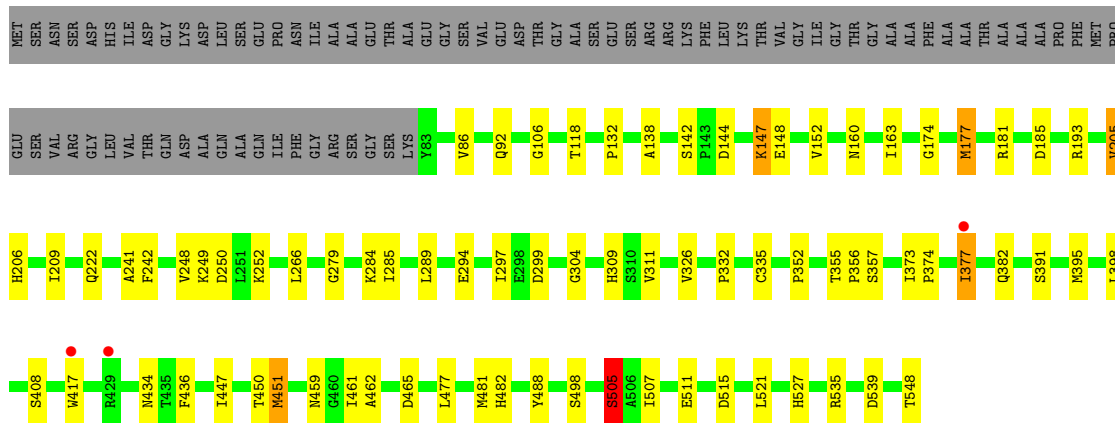 MET SER ASN SER ASP HIS ILE ASP GLY LYS ASP LEU SER GLU PRO ASN ILE ALA ALA GLU THR ALA GLU GLY SER VAL GLU ASP THR GLY ALA SER GLU SER ARG ARG LYS PHE LEU LYS THR VAL GLY ILE GLY THR GLY ALA ALA PHE ALA ALA THR ALA ALA ALA PRO PHE MET PRO
GLU SER VAL ARG GLY LEU VAL THR GLN ASP ALA GLN ALA GLN ILE PHE GLY ARG SER GLY SER LYS Y83 V86 Q92 G106 T118 P132 A138 S142 P143 D144 K147 E148 V152 N160 I163 G174 M177 R181 D185 R193 V205
H206 I209 Q222 A241 F242 V248 K249 D250 L251 K252 L266 G279 K284 I285 L289 E294 I297 E298 D299 G304 H309 S310 V311 V326 P332 C335 P352 T355 P356 S357 I373 P374 I377 Q382 S391 M395 L398
S408 W417 R429 N434 T435 F436 I447 T450 M451 N459 G460 I461 A462 D465 L477 M481 H482 Y488 S498 S505 A506 I507 E511 D515 L521 H527 R535 D539 T548